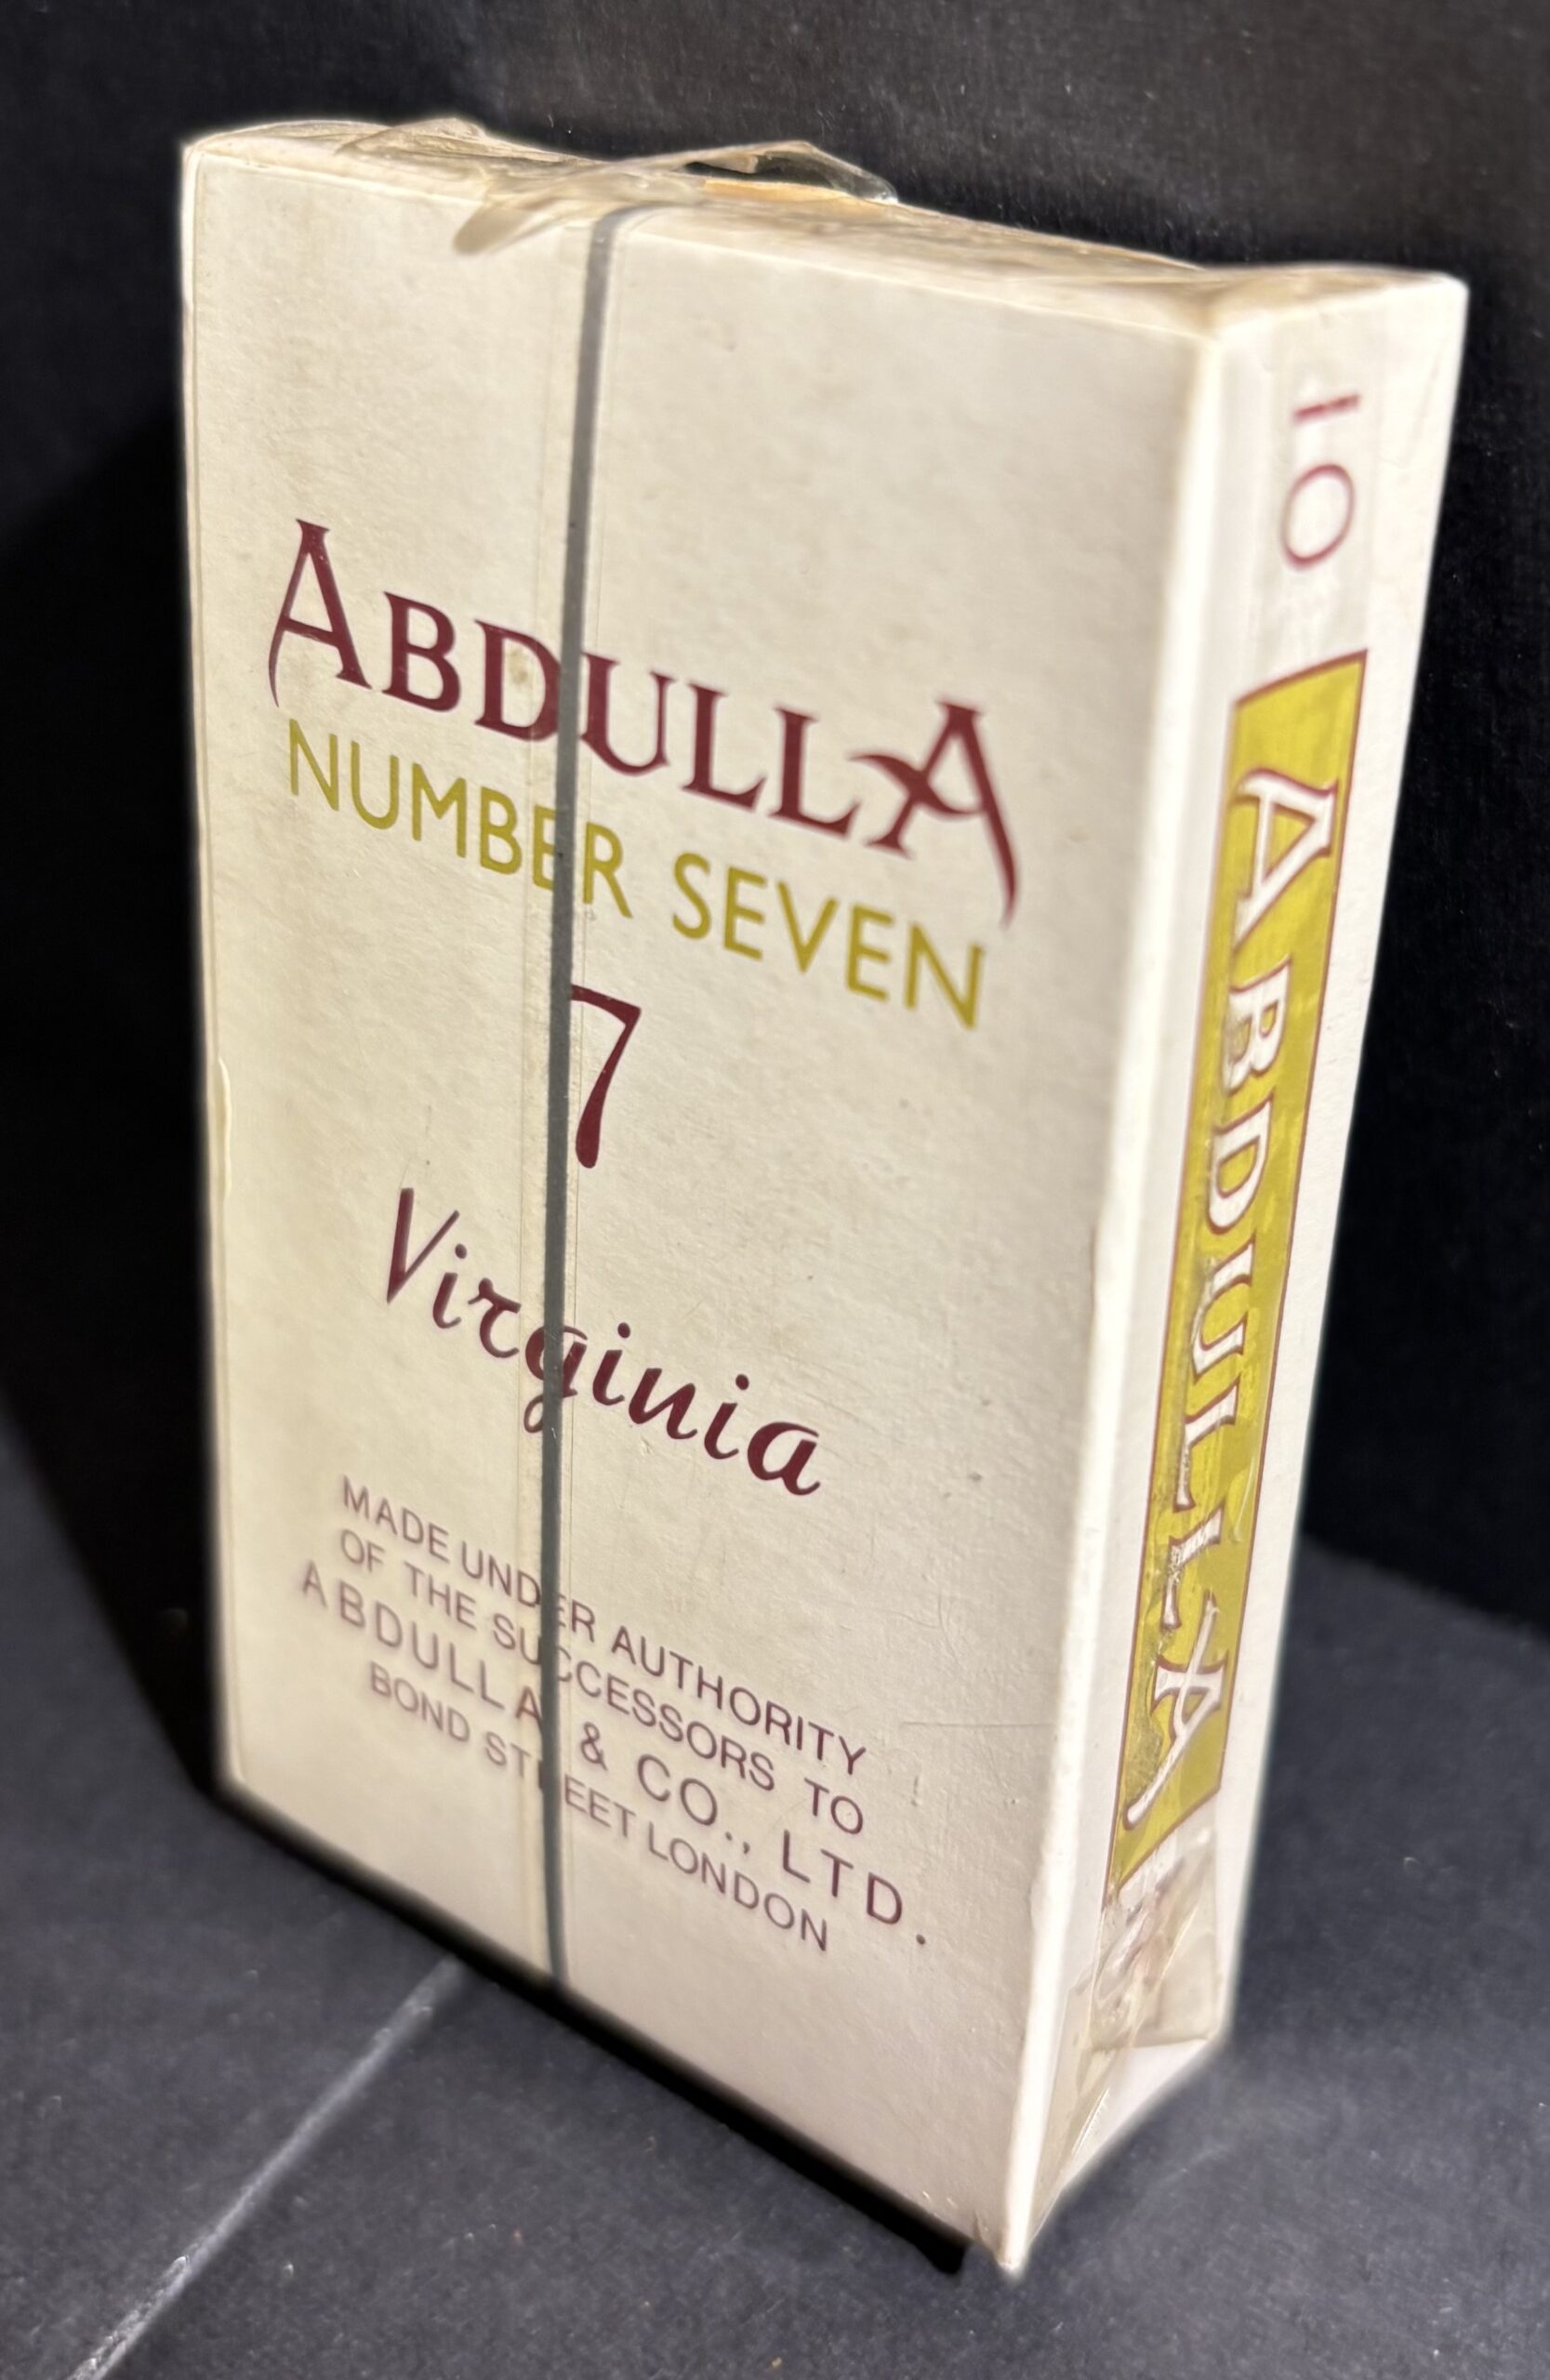 ABDULLA
NUMBER SEVEN
7
Virginia
MADE UNDER AUTHORITY
OF THE SUCCESSORS TO
ABDULLA & CO., LTD.
BOND STREET LONDON
10
ABDULLA